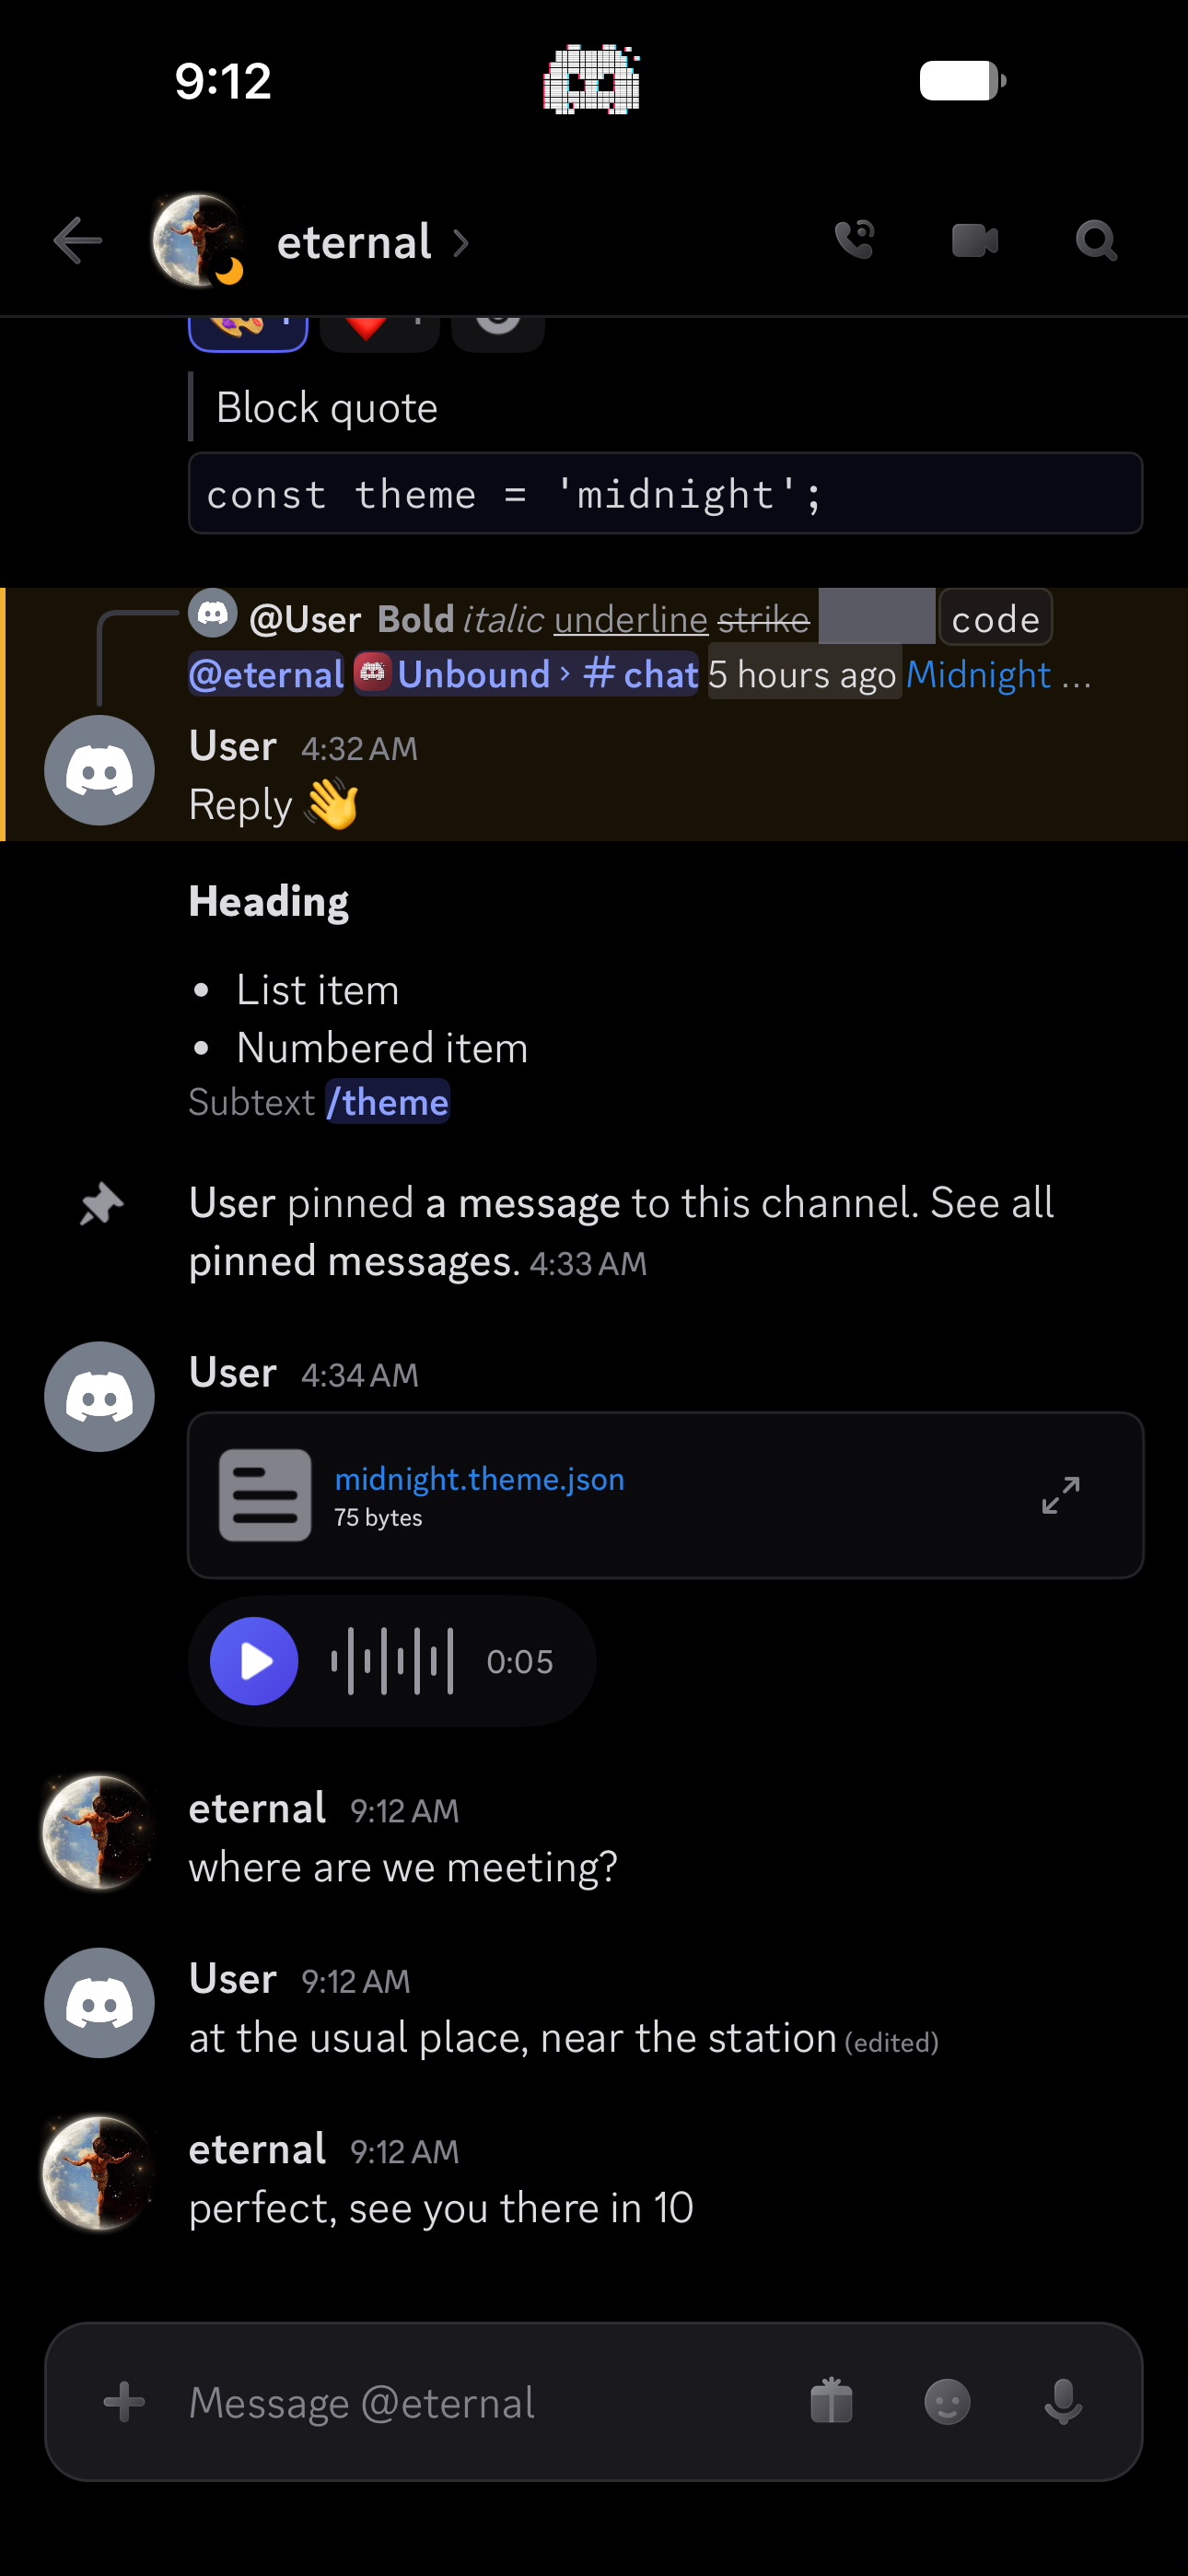 9:12
eternal
Block quote
const theme = 'midnight';
@User Bold italic underline strike code
@eternal Unbound › # chat 5 hours ago Midnight ...
User 4:32 AM
Reply 👋
Heading
• List item
• Numbered item
Subtext /theme
User pinned a message to this channel. See all
pinned messages. 4:33 AM
User 4:34 AM
midnight.theme.json
75 bytes
0:05
eternal 9:12 AM
where are we meeting?
User 9:12 AM
at the usual place, near the station (edited)
eternal 9:12 AM
perfect, see you there in 10
Message @eternal